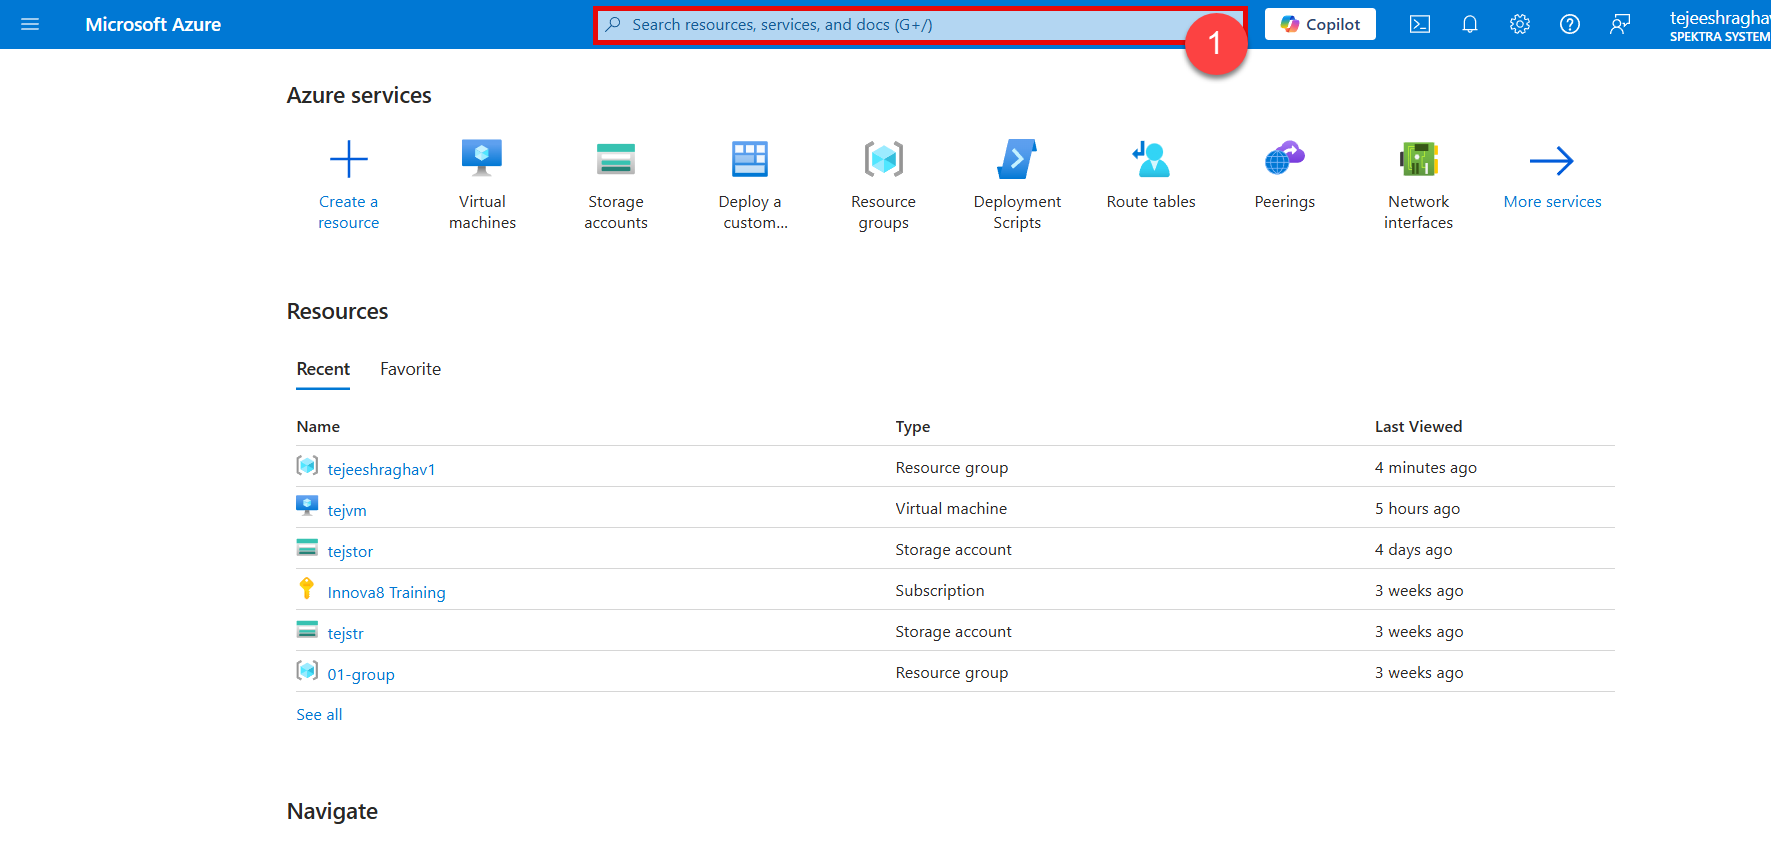 Microsoft Azure
Search resources, services, and docs (G+/)
1
Copilot
tejeeshragha
SPEKTRA SYSTEM
Azure services
Create a
resource
Virtual
machines
Storage
accounts
Deploy a
custom...
Resource
groups
Deployment
Scripts
Route tables
Peerings
Network
interfaces
More services
Resources
Recent Favorite
Name Type Last Viewed
tejeeshraghav1 Resource group 4 minutes ago
tejvm Virtual machine 5 hours ago
tejstor Storage account 4 days ago
Innova8 Training Subscription 3 weeks ago
tejstr Storage account 3 weeks ago
01-group Resource group 3 weeks ago
See all
Navigate